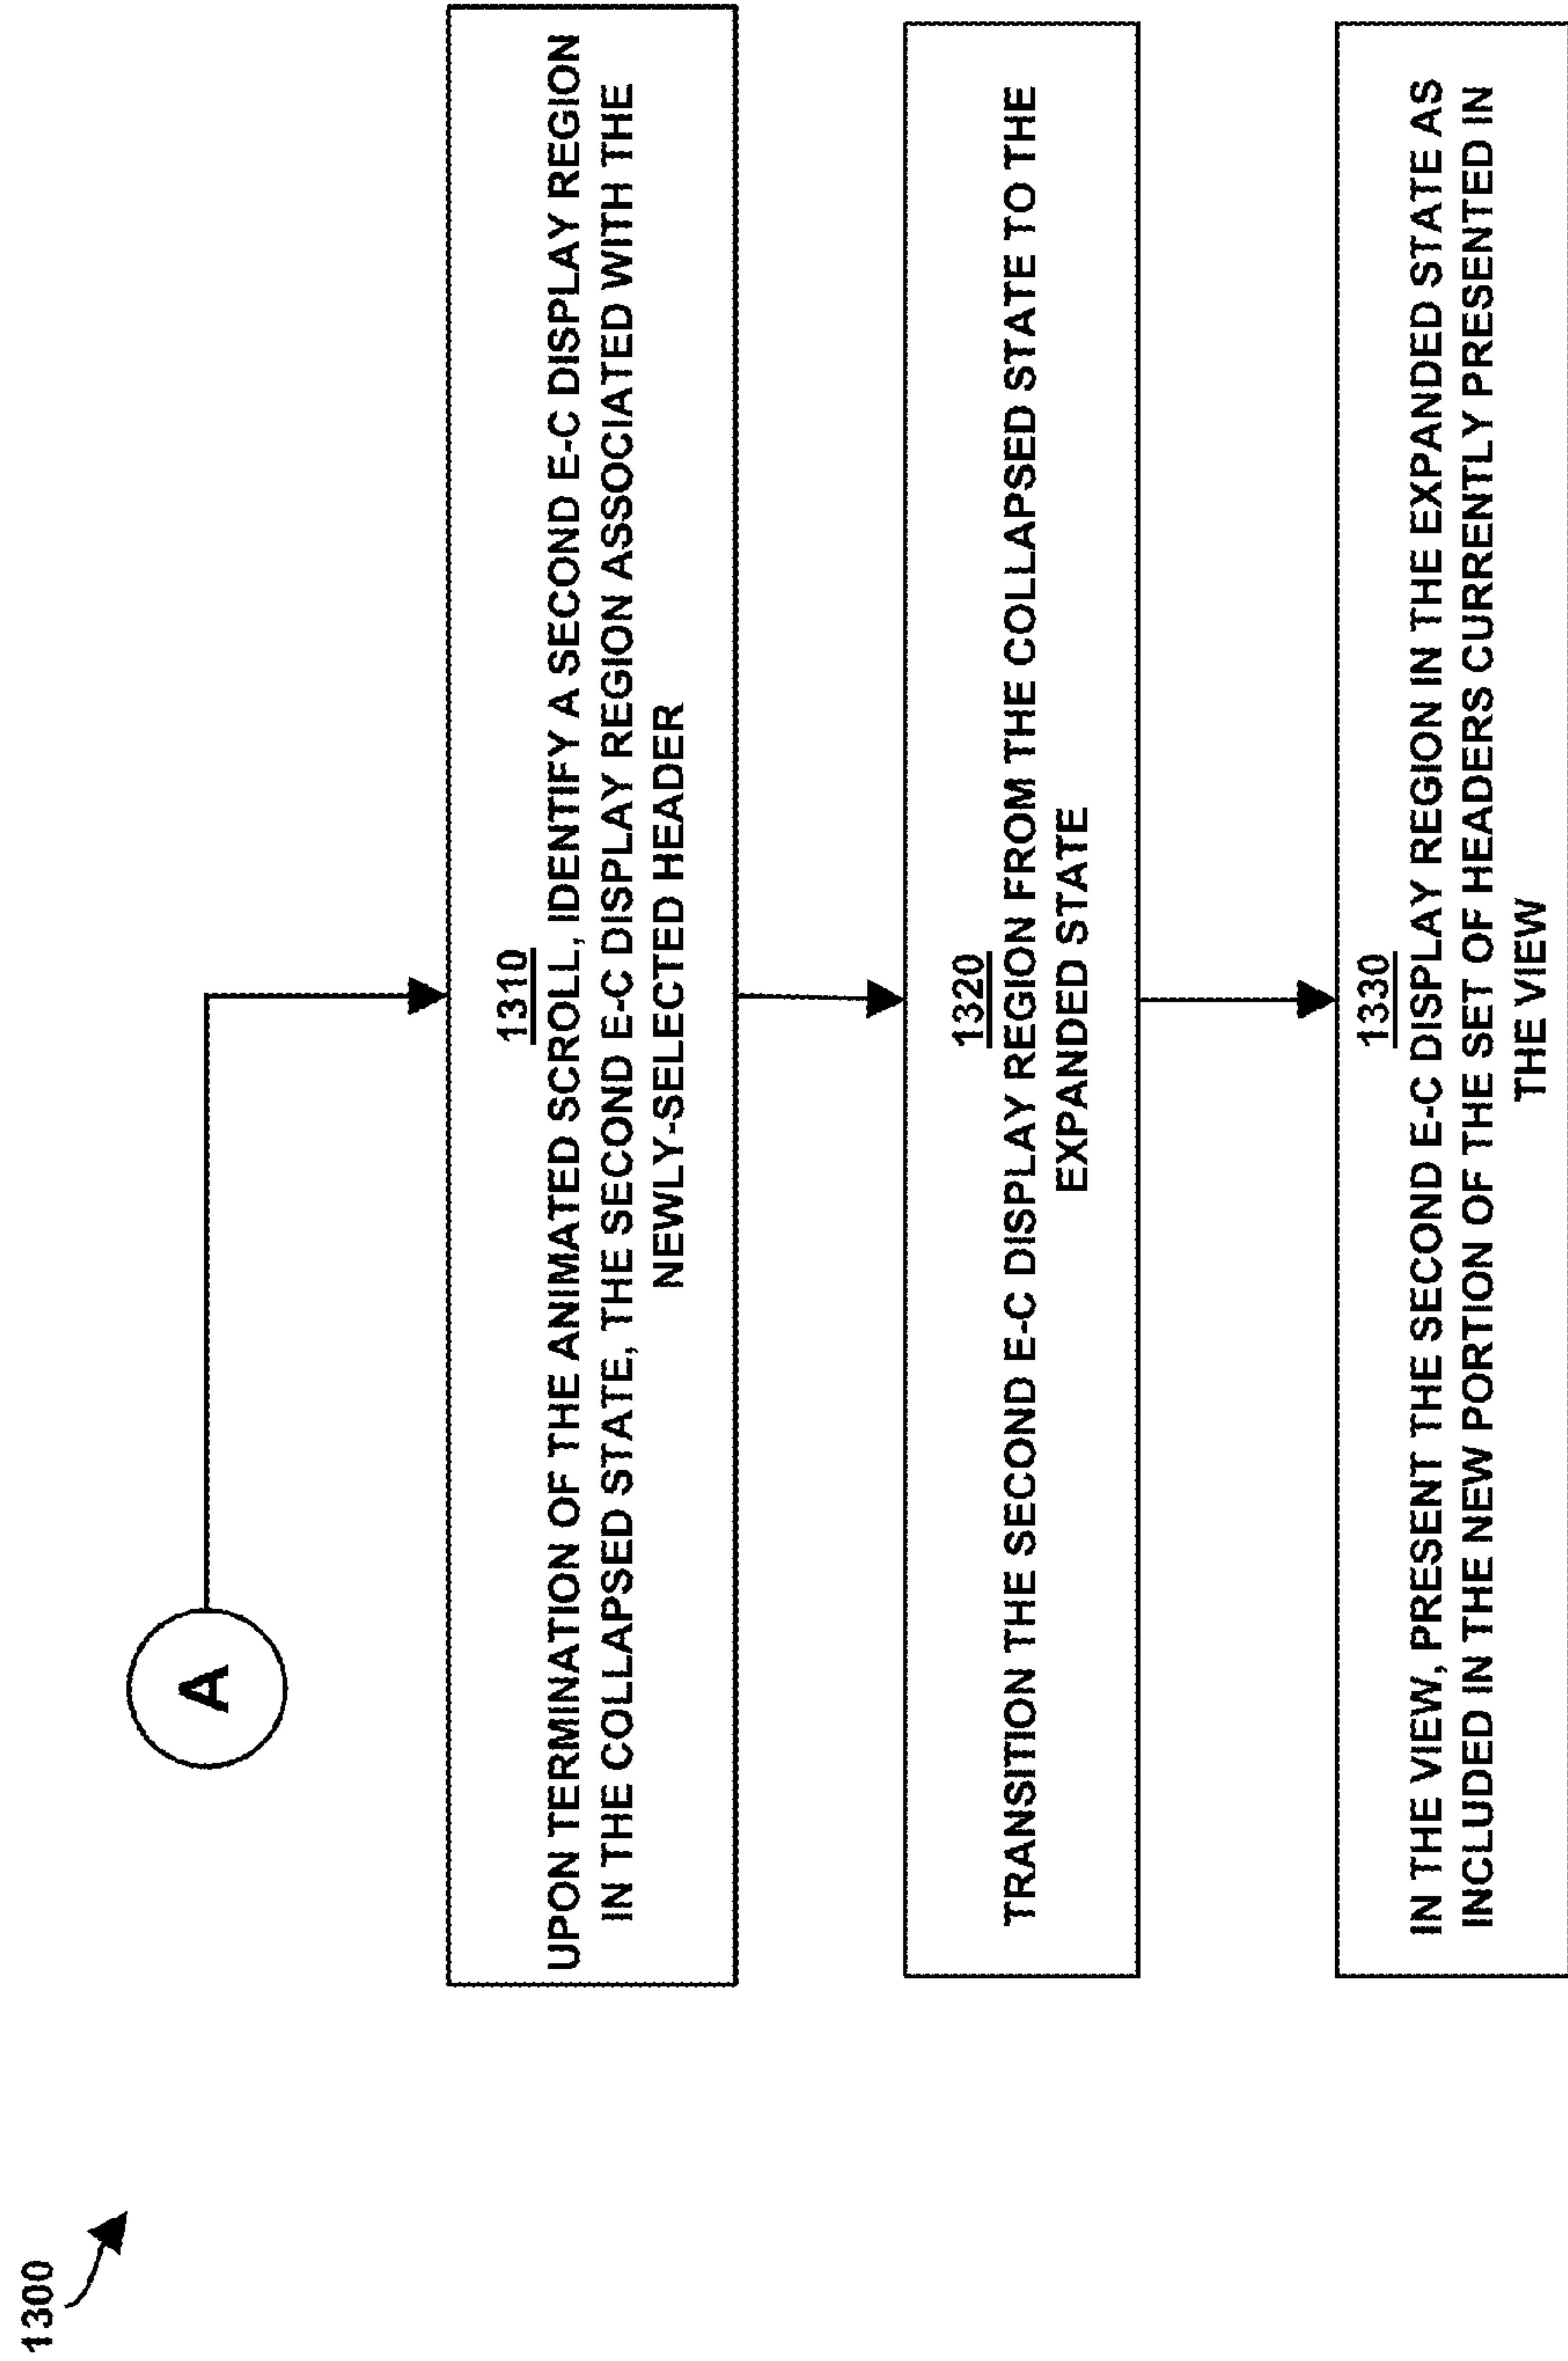 1300
A
1310
UPON TERMINATION OF THE ANIMATED SCROLL, IDENTIFY A SECOND E-C DISPLAY REGION
IN THE COLLAPSED STATE, THE SECOND E-C DISPLAY REGION ASSOCIATED WITH THE
NEWLY-SELECTED HEADER
1320
TRANSITION THE SECOND E-C DISPLAY REGION FROM THE COLLAPSED STATE TO THE
EXPANDED STATE
1330
IN THE VIEW, PRESENT THE SECOND E-C DISPLAY REGION IN THE EXPANDED STATE AS
INCLUDED IN THE NEW PORTION OF THE SET OF HEADERS CURRENTLY PRESENTED IN
THE VIEW